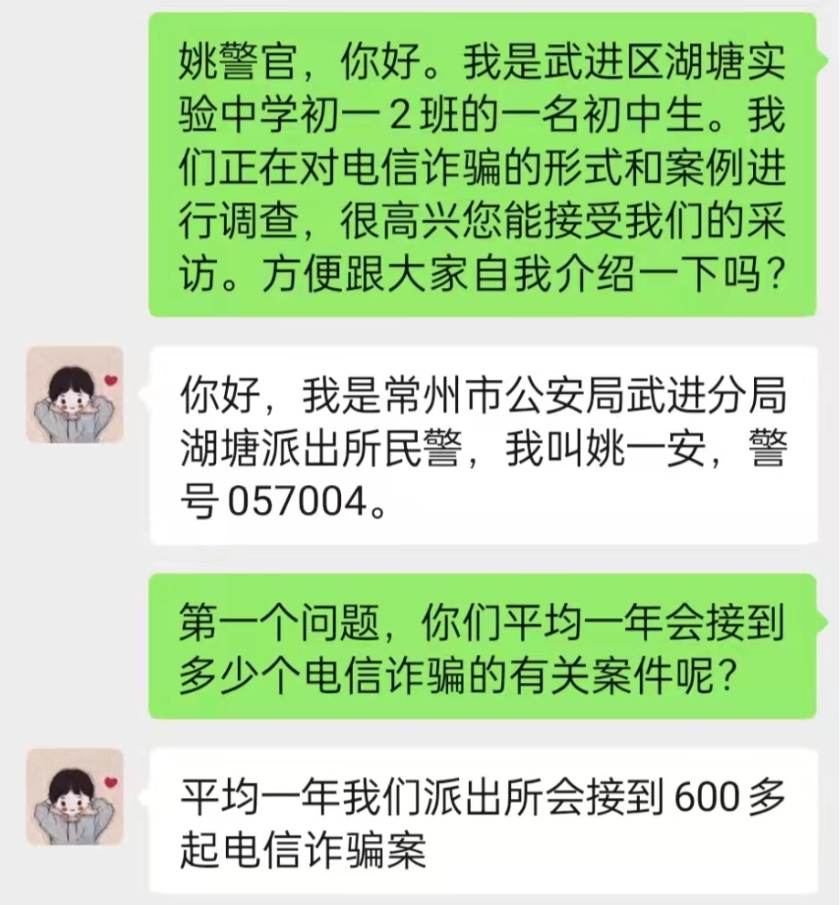 姚警官，你好。我是武进区湖塘实
验中学初一2班的一名初中生。我
们正在对电信诈骗的形式和案例进
行调查，很高兴您能接受我们的采
访。方便跟大家自我介绍一下吗？
你好，我是常州市公安局武进分局
湖塘派出所民警，我叫姚一安，警
号057004。
第一个问题，你们平均一年会接到
多少个电信诈骗的有关案件呢？
平均一年我们派出所会接到600多
起电信诈骗案